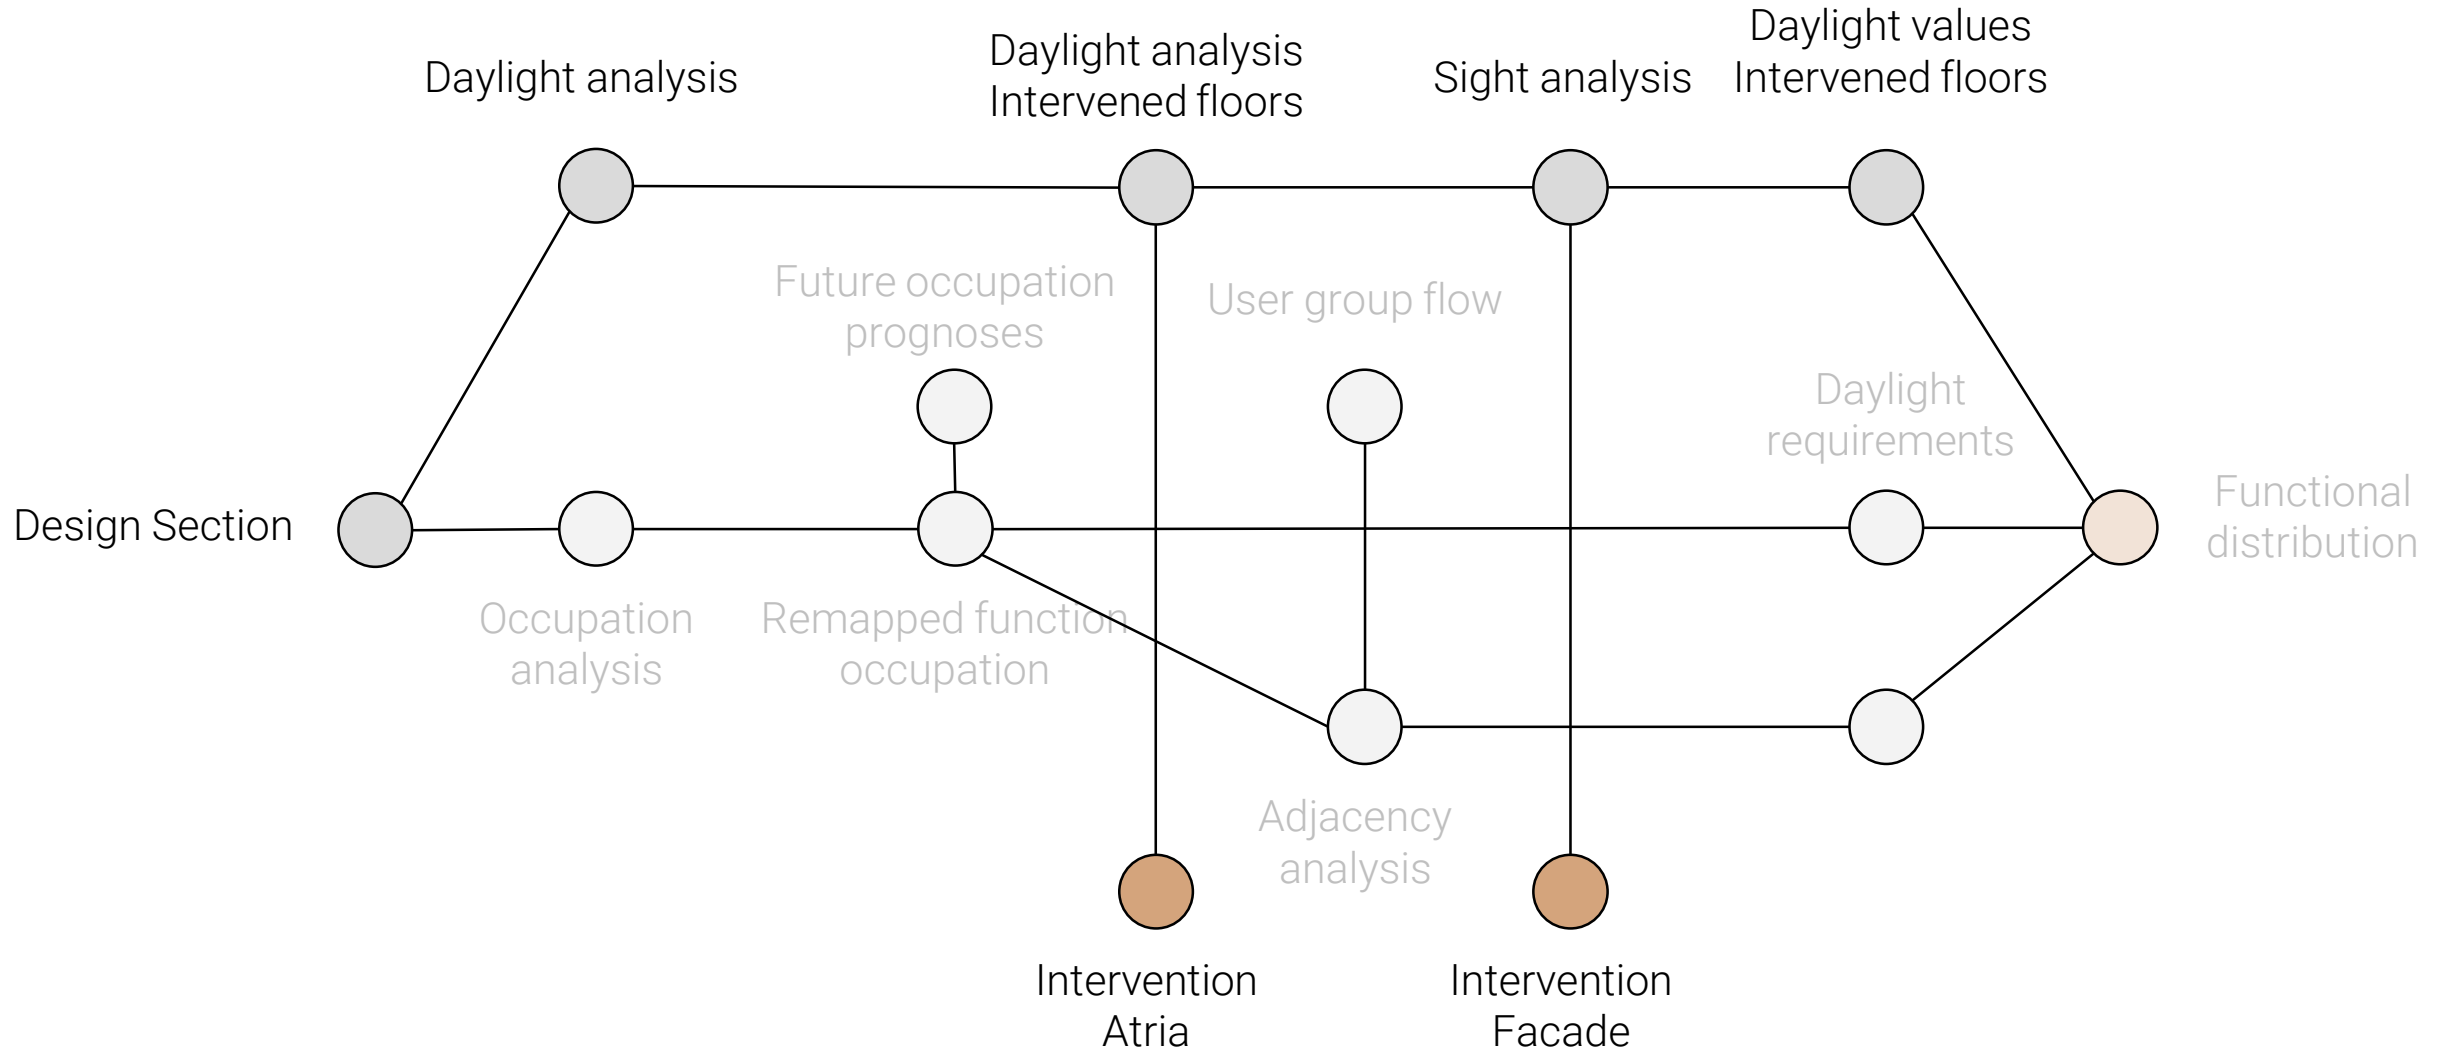 Daylight analysis
Daylight analysis
Intervened floors
Sight analysis
Daylight values
Intervened floors
Future occupation
prognoses
User group flow
Daylight
requirements
Design Section
Functional
distribution
Occupation
analysis
Remapped function
occupation
Adjacency
analysis
Intervention
Atria
Intervention
Facade